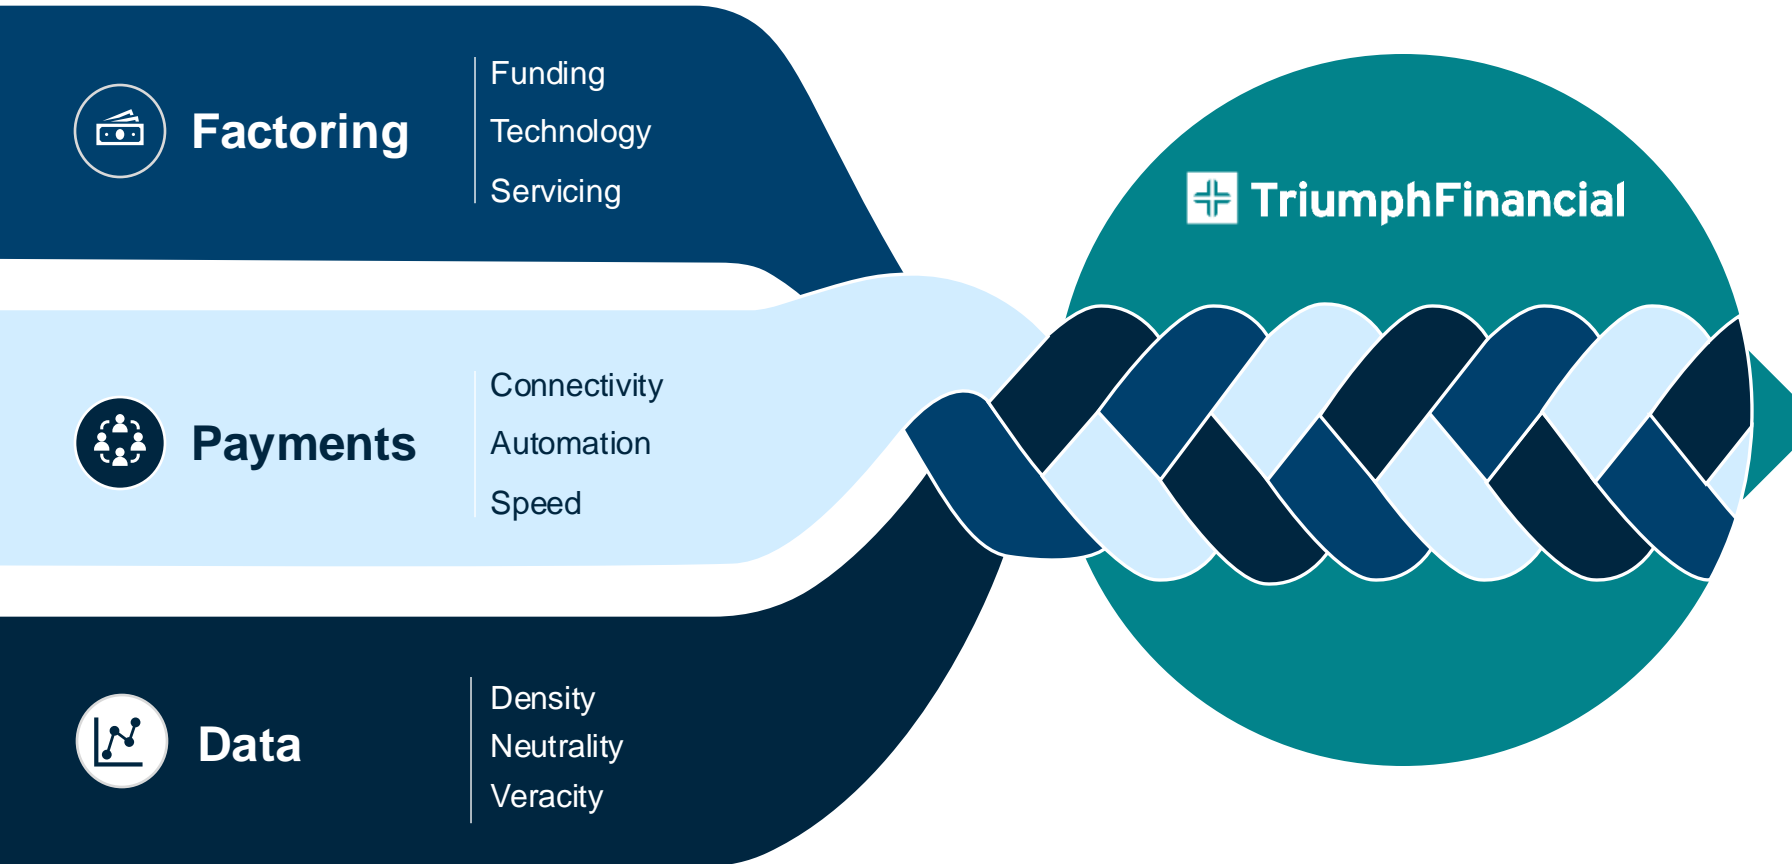 Factoring
Funding
Technology
Servicing
Payments
Connectivity
Automation
Speed
Data
Density
Neutrality
Veracity
TriumphFinancial